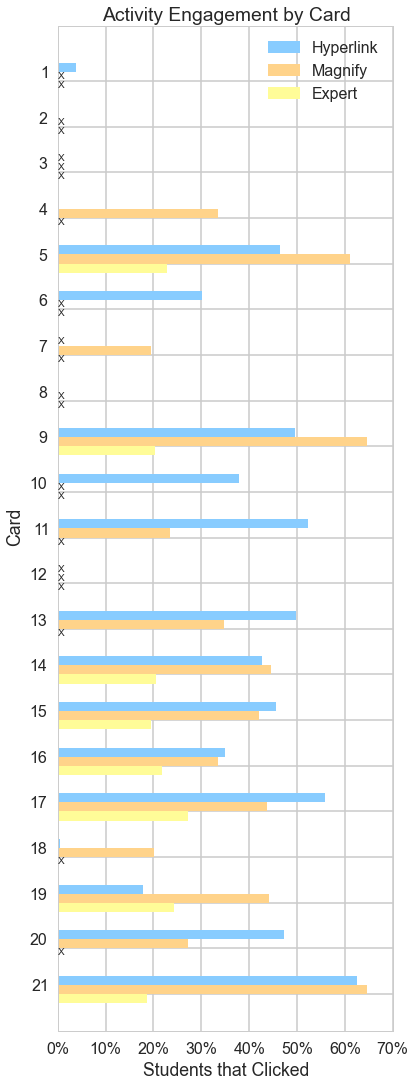 Activity Engagement by Card
Hyperlink
Magnify
Expert
1
x
x
2
x
x
3
x
x
x
4
x
5
6
x
x
7
x
x
8
x
x
9
10
x
x
11
x
12
x
x
x
13
x
14
15
16
17
18
x
19
20
x
21
Card
0% 10% 20% 30% 40% 50% 60% 70%
Students that Clicked